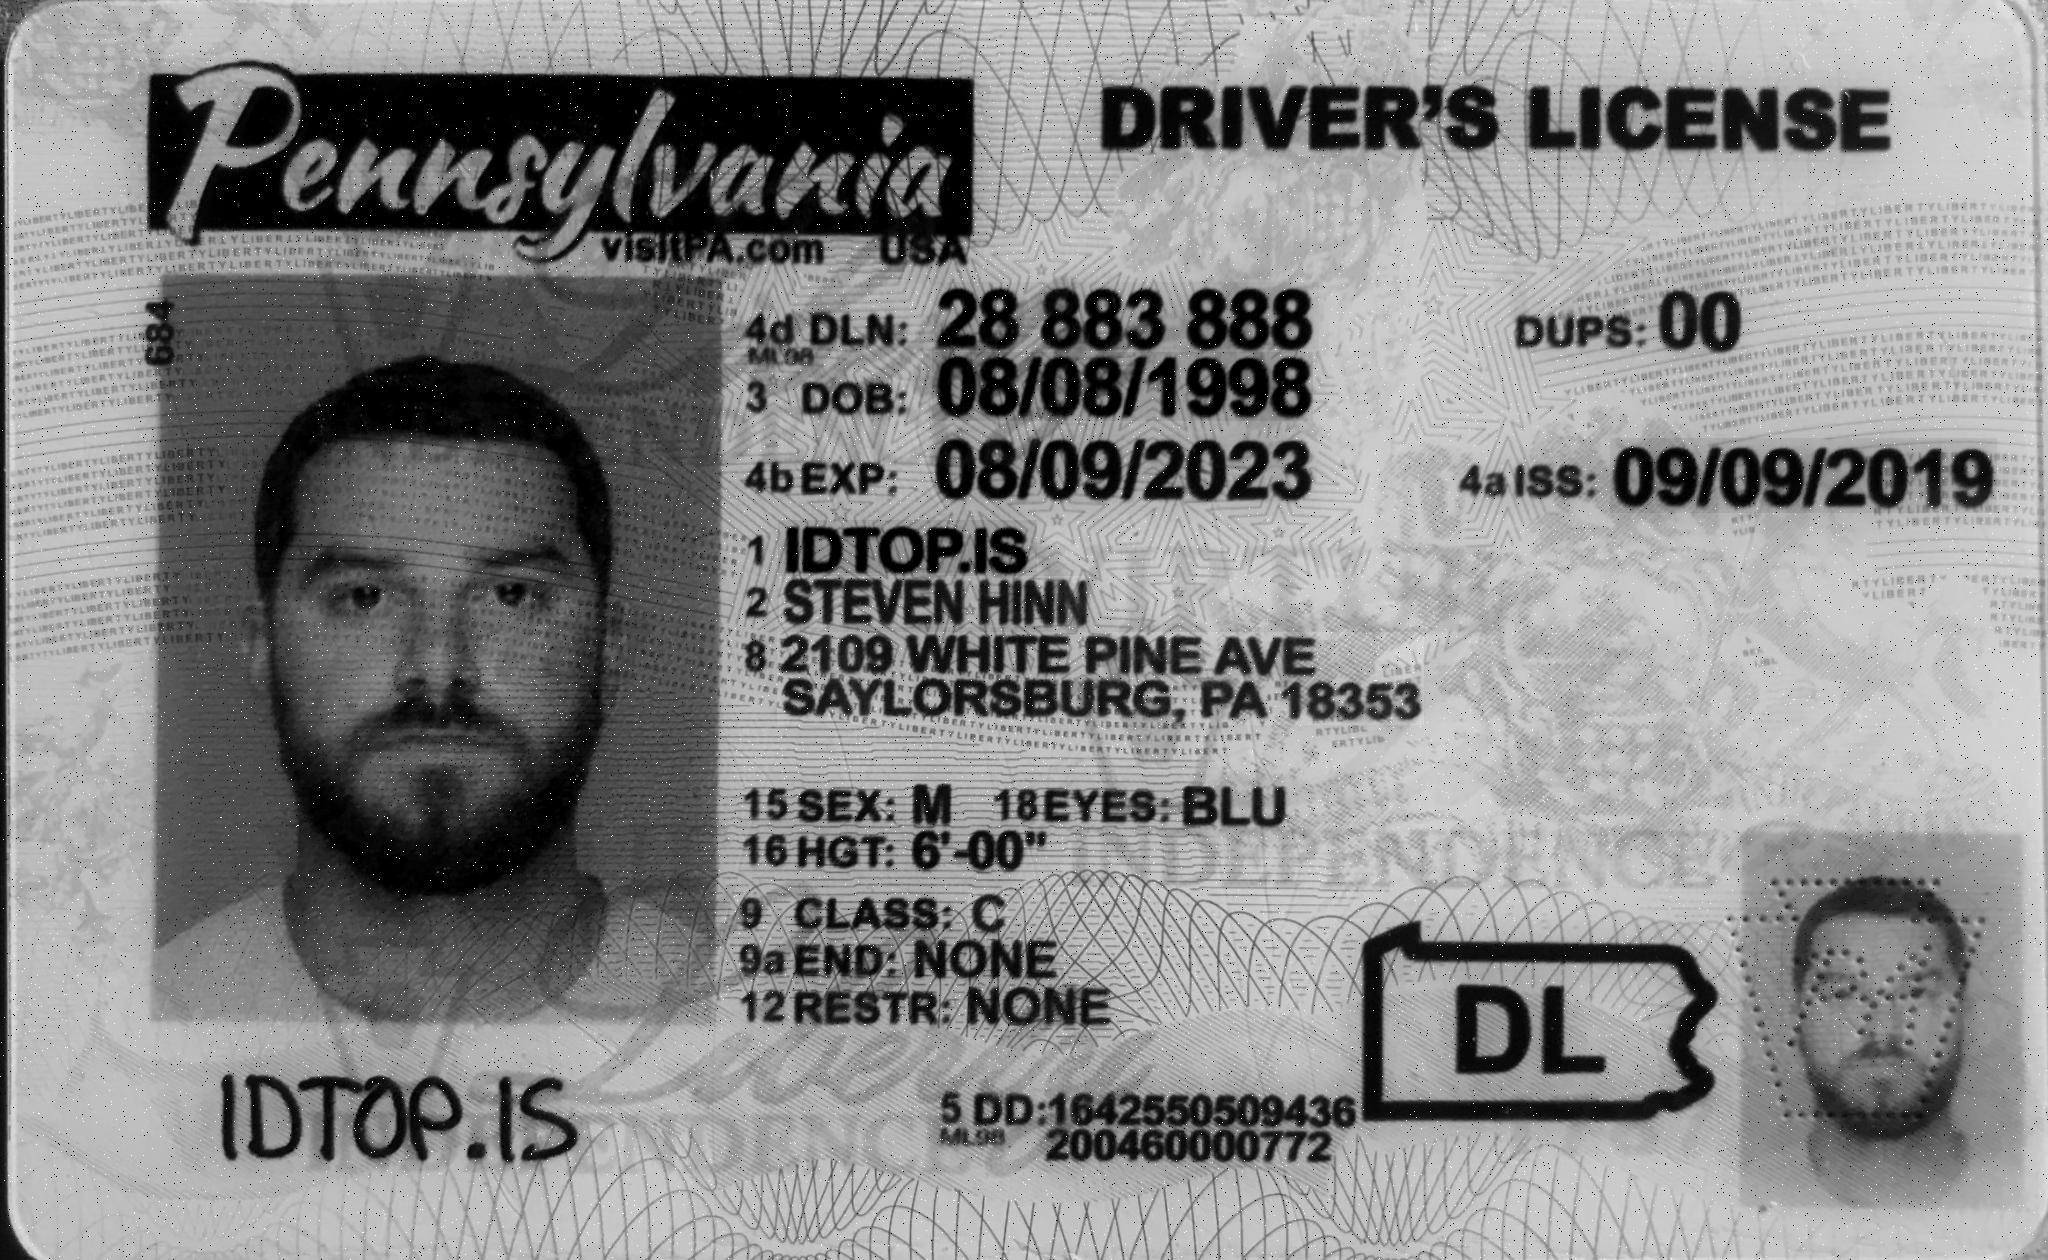 Pennsylvania
DRIVER'S LICENSE
visitPA.com USA
684
4d DLN: 28 883 888
DUPS: 00
ML98
3 DOB: 08/08/1998
4b EXP: 08/09/2023
4a ISS: 09/09/2019
1 IDTOP.IS
2 STEVEN HINN
8 2109 WHITE PINE AVE
SAYLORSBURG, PA 18353
15 SEX: M 18 EYES: BLU
16 HGT: 6'-00"
INDEPENDENCE
9 CLASS: C
9a END: NONE
12 RESTR: NONE
DL
IDTOP.IS
5 DD:1642550509436
ML98 200460000772